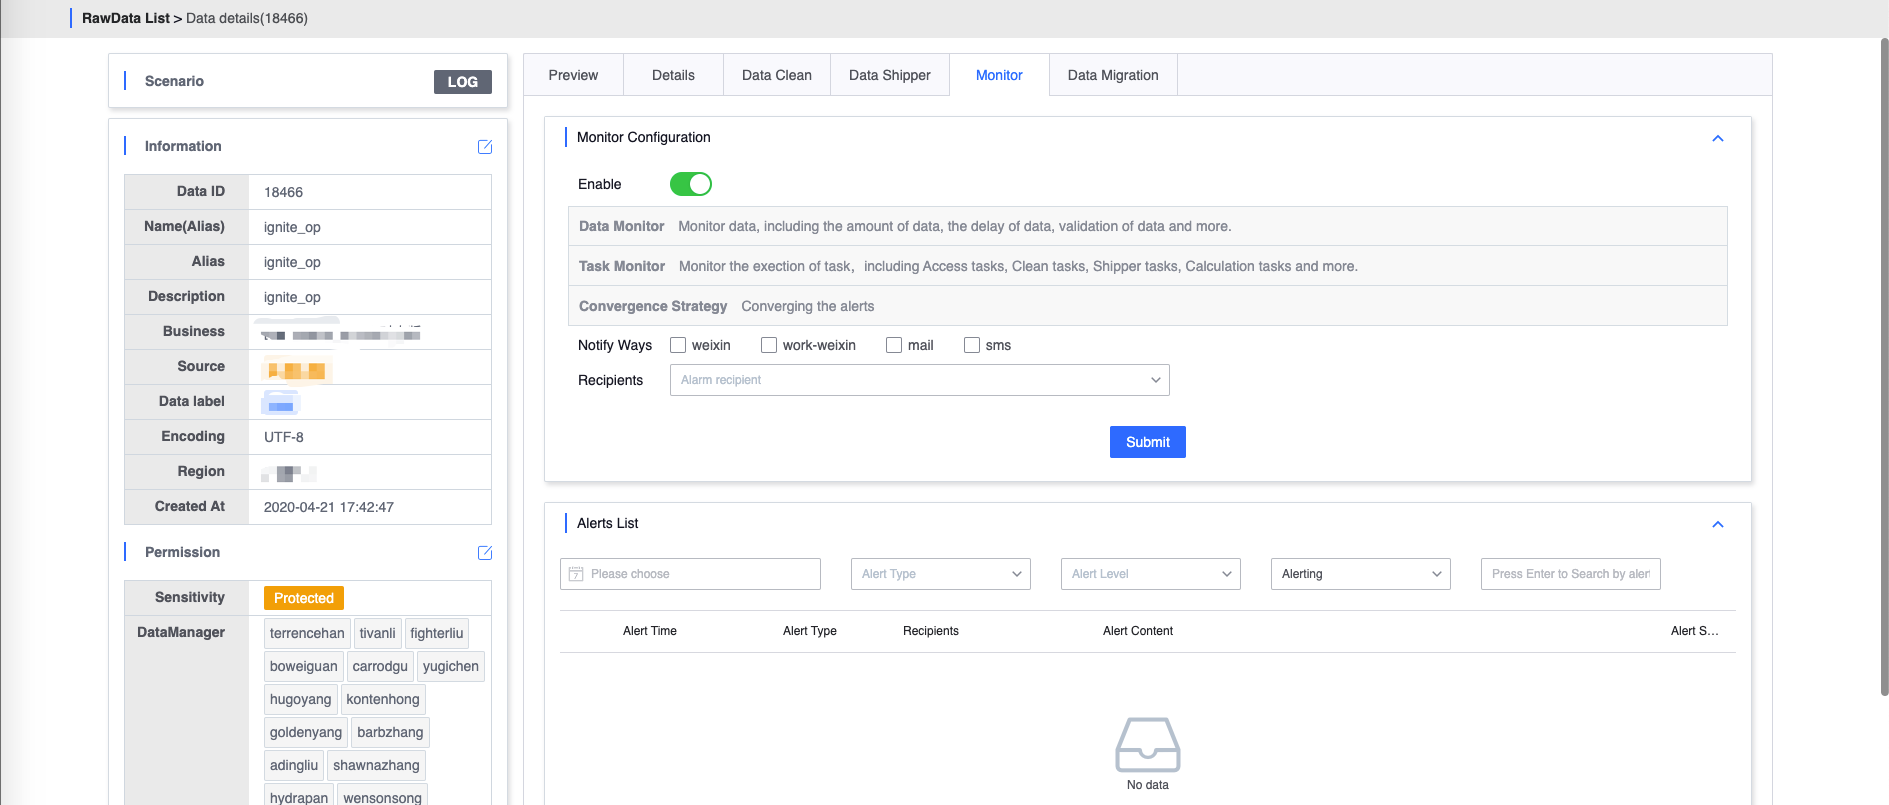 RawData List > Data details(18466)
Scenario
LOG
Information
Data ID 18466
Name(Alias) ignite_op
Alias ignite_op
Description ignite_op
Business
Source
Data label
Encoding UTF-8
Region
Created At 2020-04-21 17:42:47
Permission
Sensitivity Protected
DataManager terrencehan tivanli fighterliu
boweiguan carrodgu yugichen
hugoyang kontenhong
goldenyang barbzhang
adingliu shawnazhang
hydrapan wensonsong
Preview Details Data Clean Data Shipper Monitor Data Migration
Monitor Configuration
Enable
Data Monitor Monitor data, including the amount of data, the delay of data, validation of data and more.
Task Monitor Monitor the exection of task，including Access tasks, Clean tasks, Shipper tasks, Calculation tasks and more.
Convergence Strategy Converging the alerts
Notify Ways weixin work-weixin mail sms
Recipients Alarm recipient
Submit
Alerts List
7 Please choose Alert Type Alert Level Alerting Press Enter to Search by aler
Alert Time Alert Type Recipients Alert Content Alert S...
No data